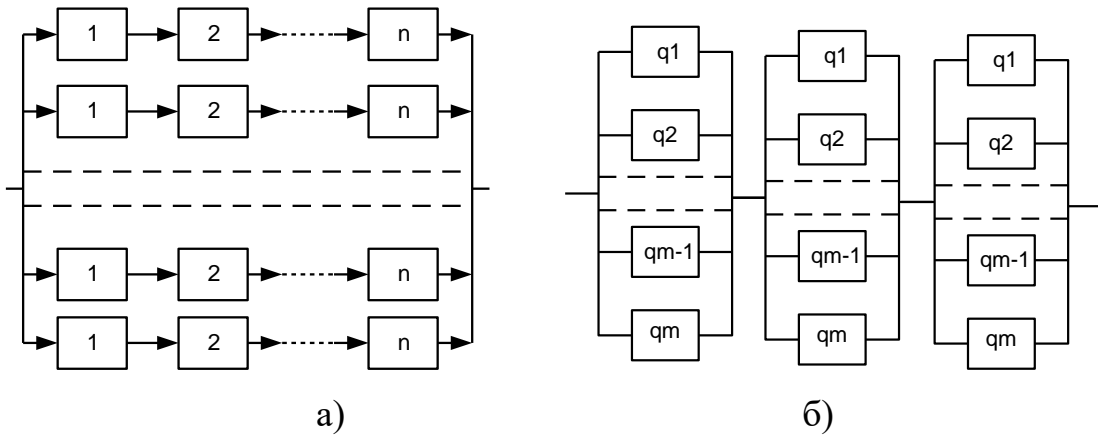 1 2 n
1 2 n
1 2 n
1 2 n
q1 q1 q1
q2 q2 q2
qm-1 qm-1 qm-1
qm qm qm
а) б)